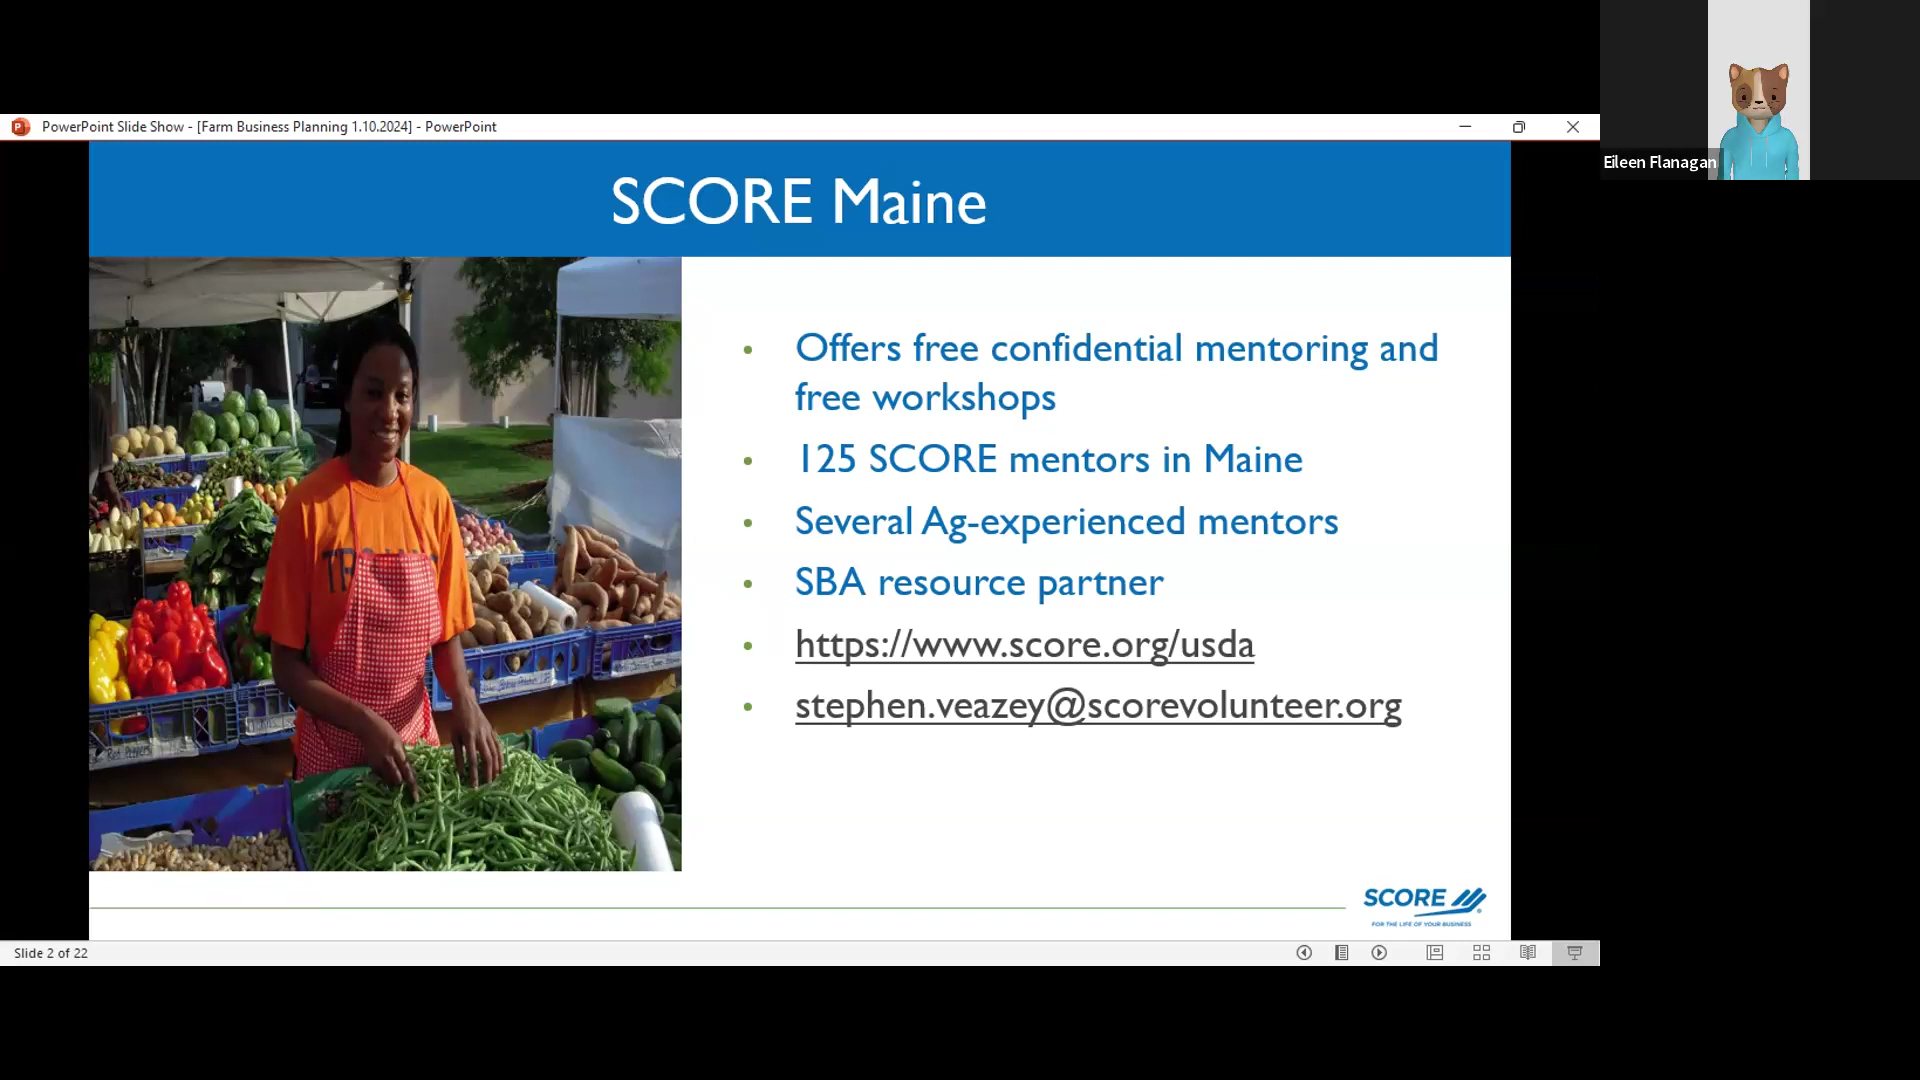 PowerPoint Slide Show - [Farm Business Planning 1.10.2024] - PowerPoint
Eileen Flanagan
SCORE Maine
• Offers free confidential mentoring and
free workshops
• 125 SCORE mentors in Maine
• Several Ag-experienced mentors
• SBA resource partner
• https://www.score.org/usda
• stephen.veazey@scorevolunteer.org
SCORE
FOR THE LIFE OF YOUR BUSINESS
Slide 2 of 22